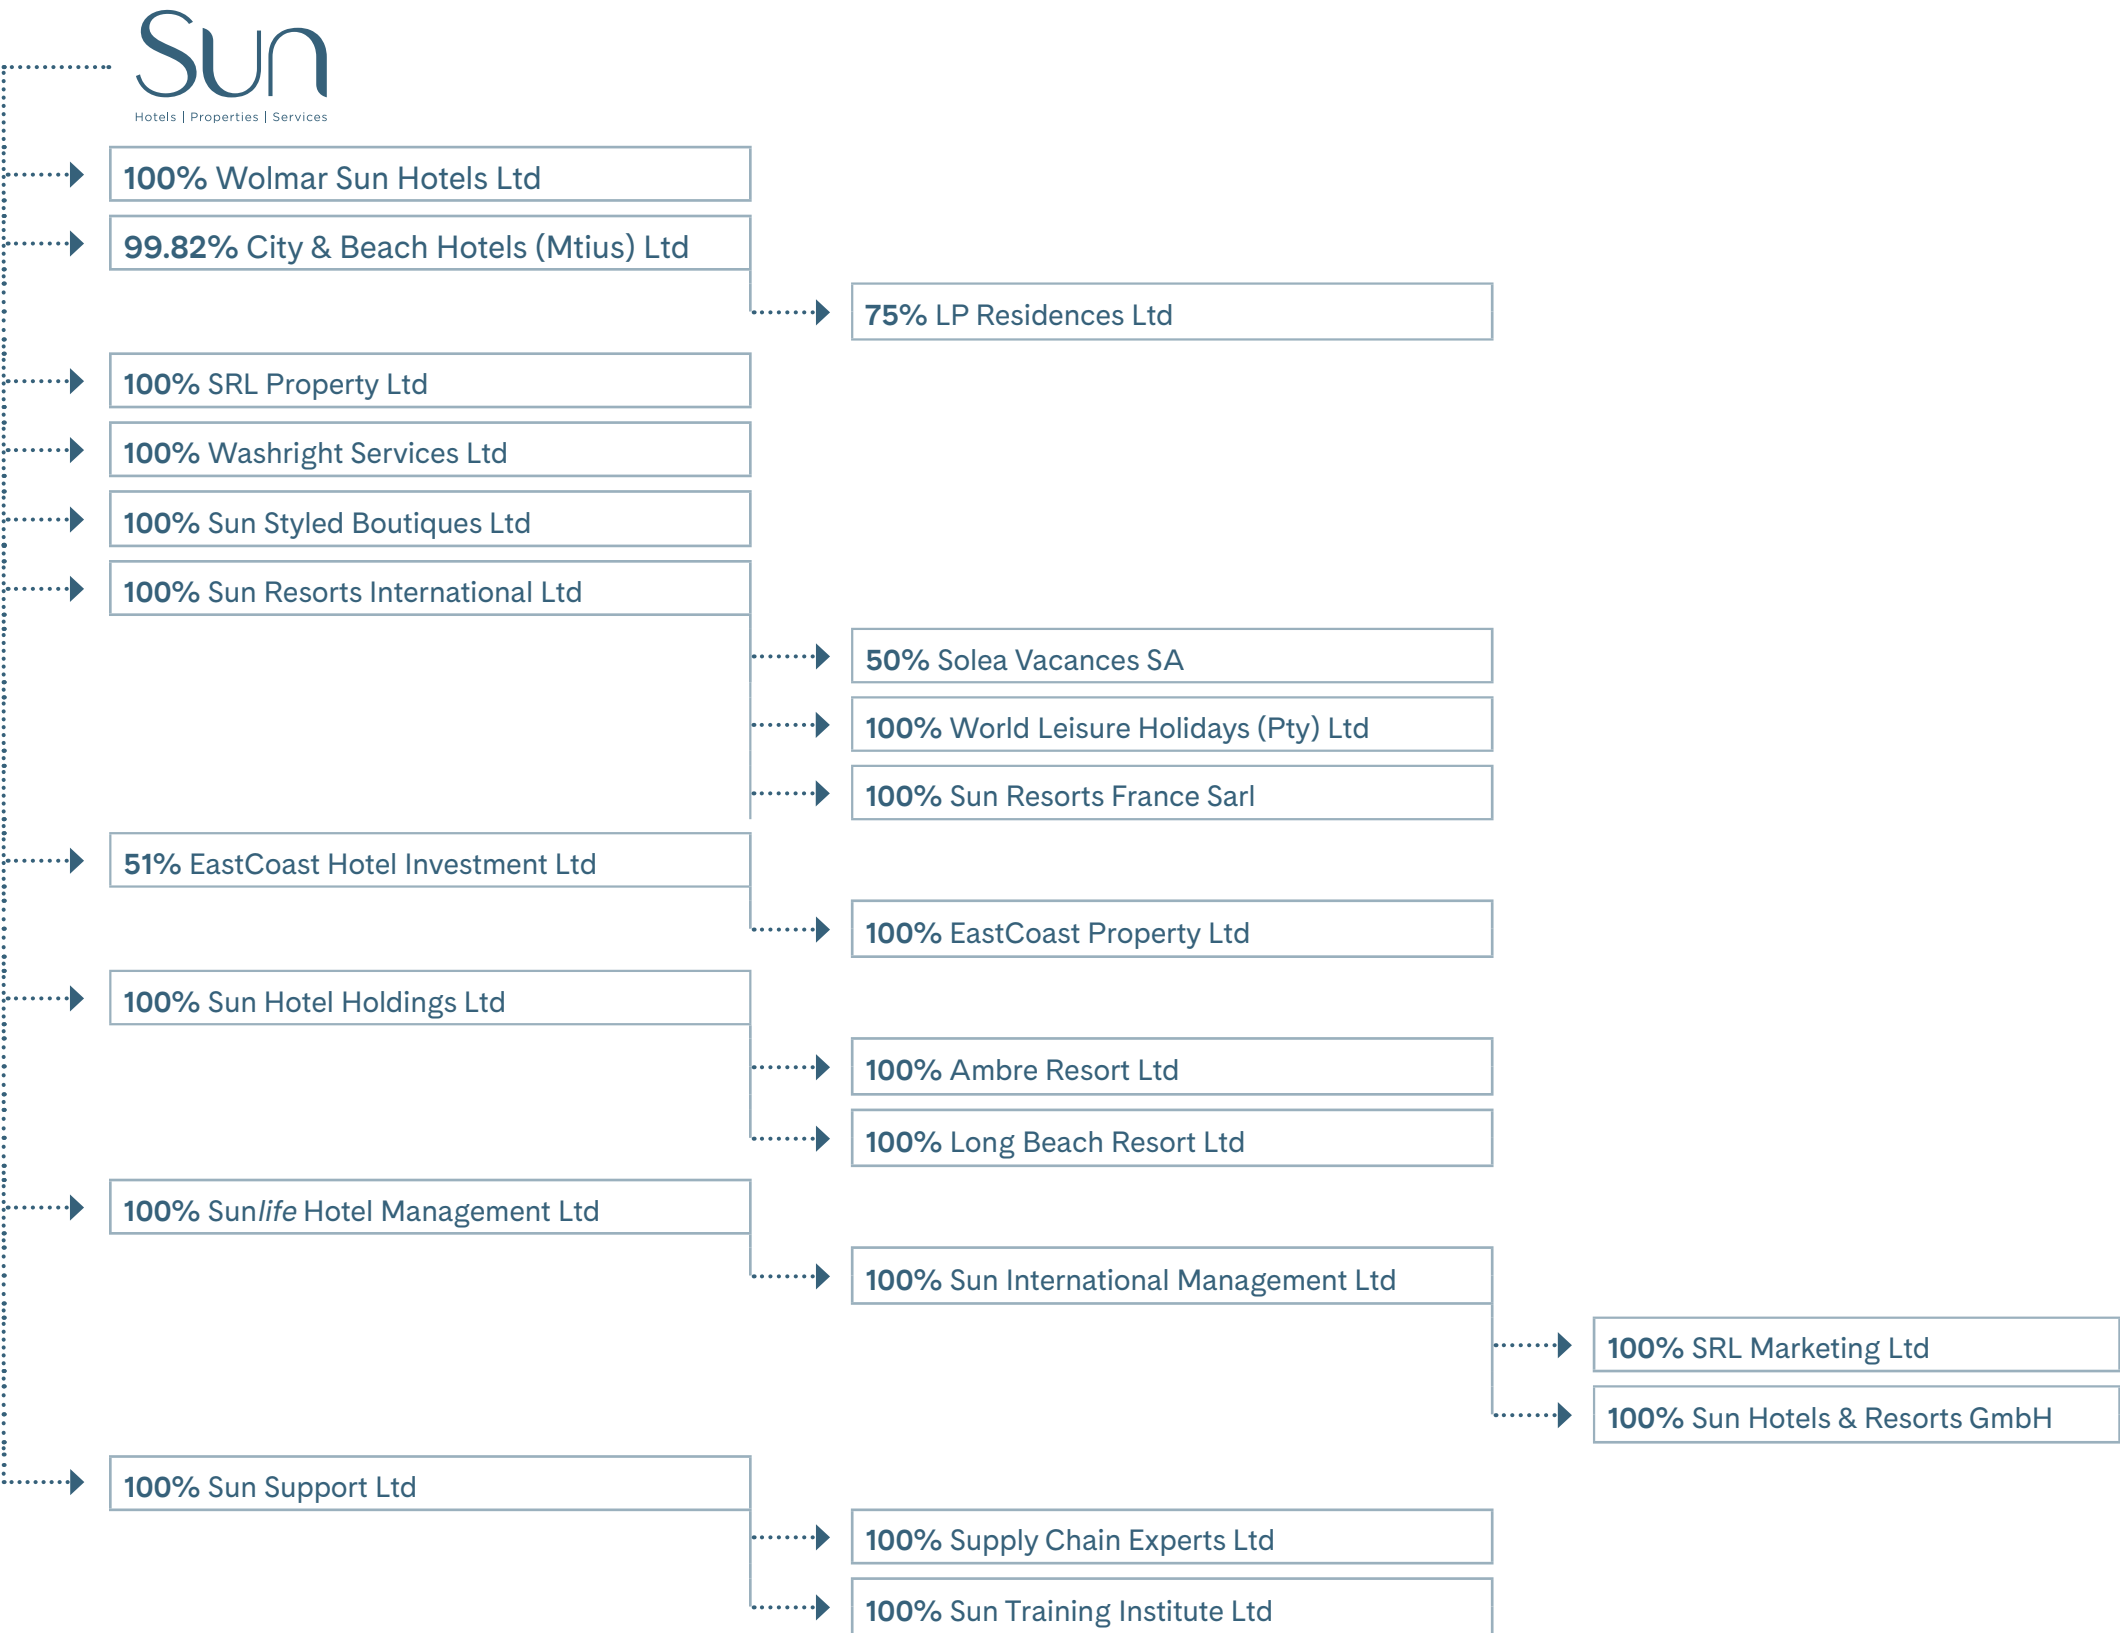 Sun
Hotels | Properties | Services
100% Wolmar Sun Hotels Ltd
99.82% City & Beach Hotels (Mtius) Ltd
75% LP Residences Ltd
100% SRL Property Ltd
100% Washright Services Ltd
100% Sun Styled Boutiques Ltd
100% Sun Resorts International Ltd
50% Solea Vacances SA
100% World Leisure Holidays (Pty) Ltd
100% Sun Resorts France Sarl
51% EastCoast Hotel Investment Ltd
100% EastCoast Property Ltd
100% Sun Hotel Holdings Ltd
100% Ambre Resort Ltd
100% Long Beach Resort Ltd
100% Sunlife Hotel Management Ltd
100% Sun International Management Ltd
100% SRL Marketing Ltd
100% Sun Hotels & Resorts GmbH
100% Sun Support Ltd
100% Supply Chain Experts Ltd
100% Sun Training Institute Ltd